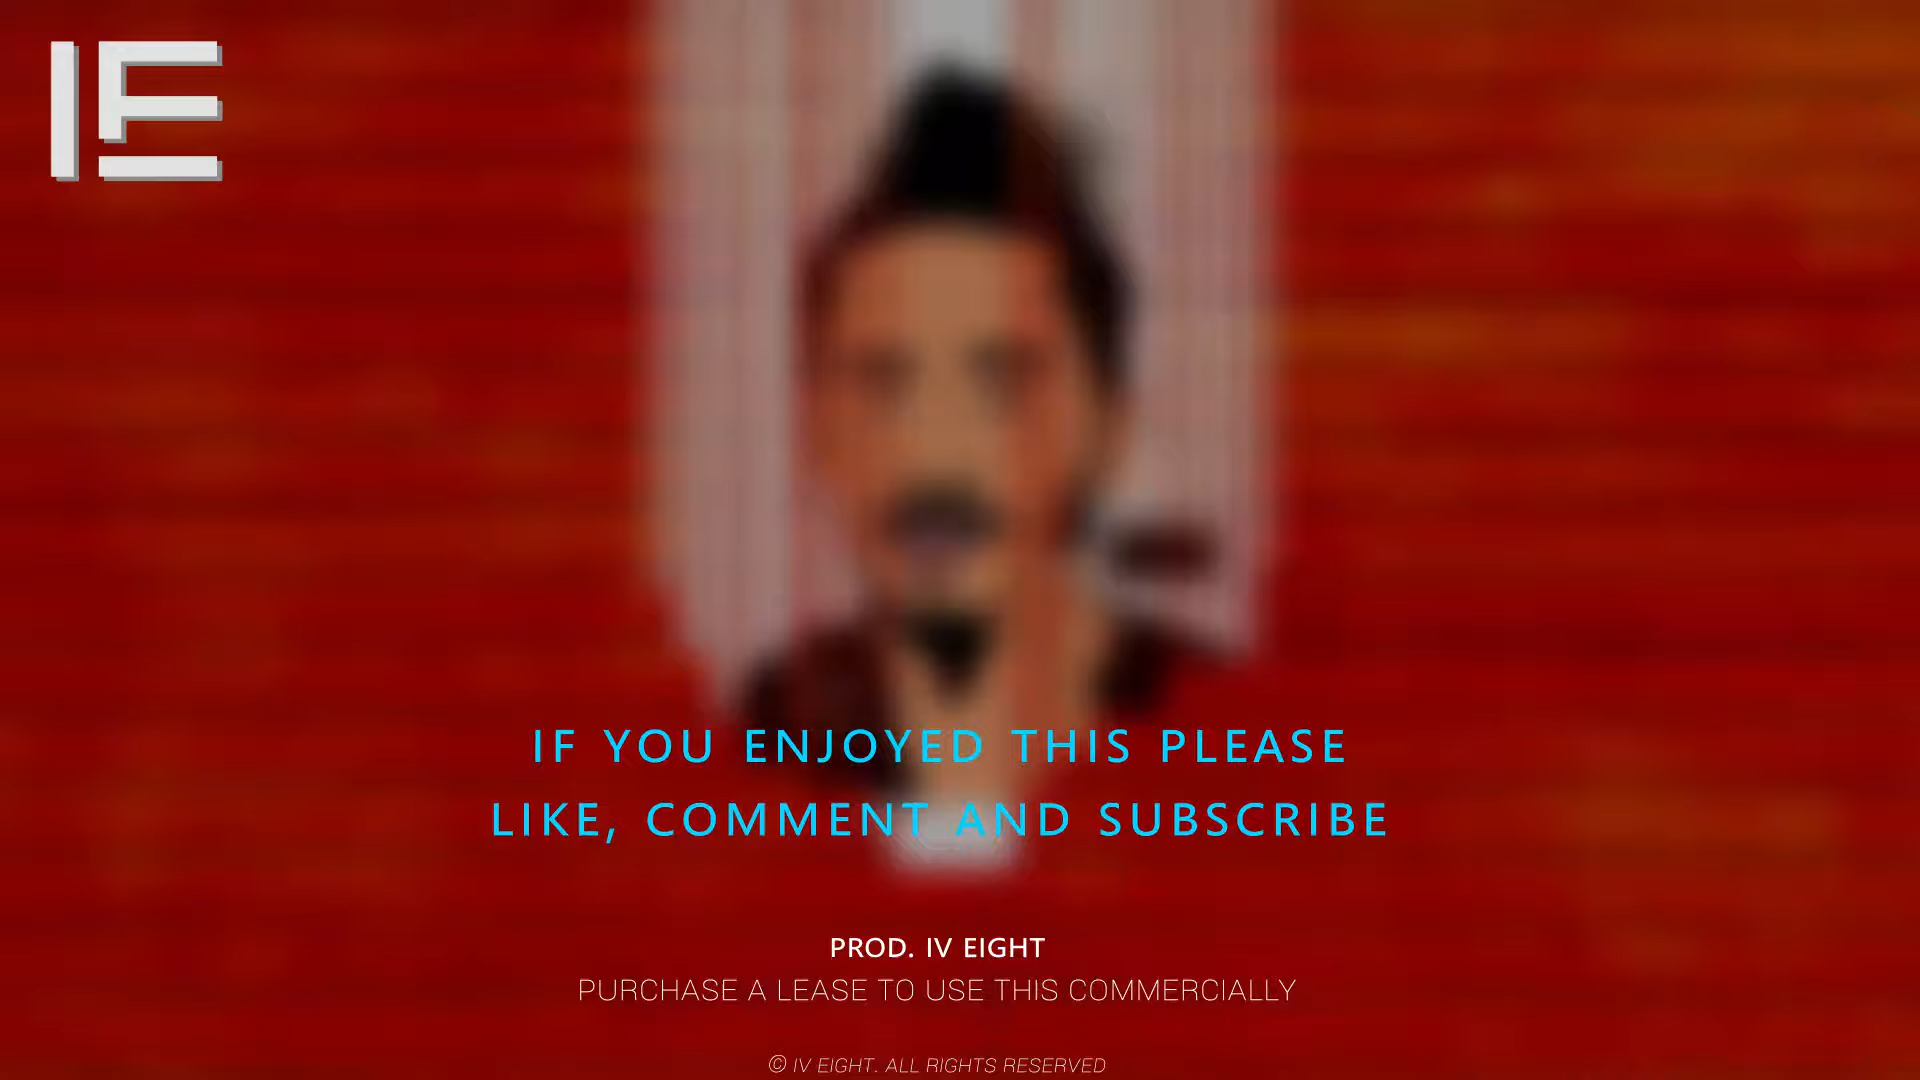 IE
IF YOU ENJOYED THIS PLEASE
LIKE, COMMENT AND SUBSCRIBE
PROD. IV EIGHT
PURCHASE A LEASE TO USE THIS COMMERCIALLY
© IV EIGHT. ALL RIGHTS RESERVED